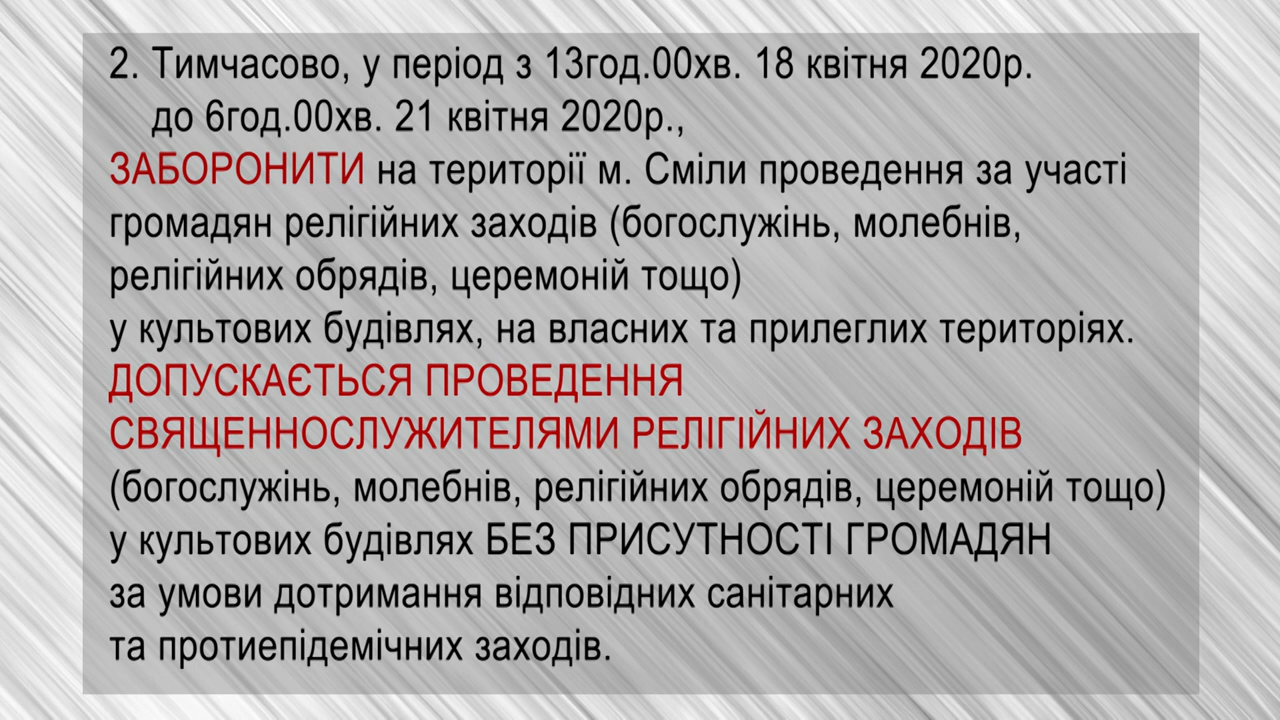 2. Тимчасово, у період з 13год.00хв. 18 квітня 2020р.
до 6год.00хв. 21 квітня 2020р.,
ЗАБОРОНИТИ на території м. Сміли проведення за участі
громадян релігійних заходів (богослужінь, молебнів,
релігійних обрядів, церемоній тощо)
у культових будівлях, на власних та прилеглих територіях.
ДОПУСКАЄТЬСЯ ПРОВЕДЕННЯ
СВЯЩЕННОСЛУЖИТЕЛЯМИ РЕЛІГІЙНИХ ЗАХОДІВ
(богослужінь, молебнів, релігійних обрядів, церемоній тощо)
у культових будівлях БЕЗ ПРИСУТНОСТІ ГРОМАДЯН
за умови дотримання відповідних санітарних
та протиепідемічних заходів.